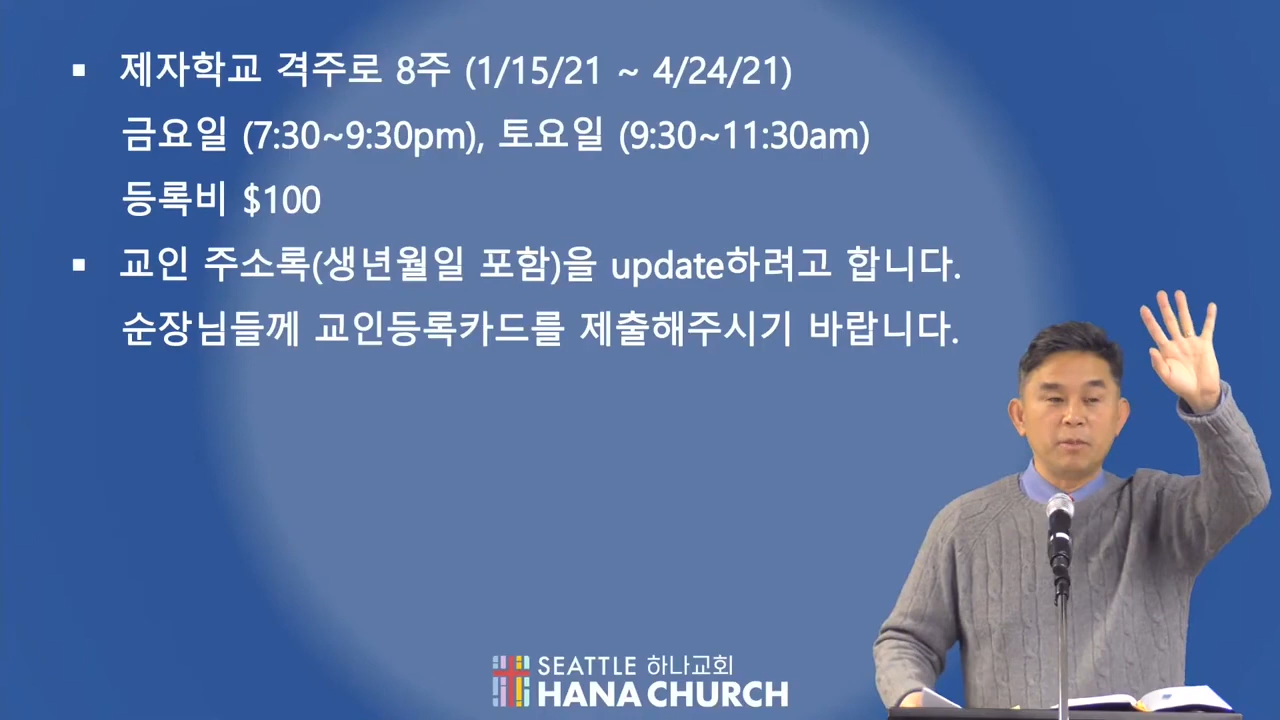 ▪ 제자학교 격주로 8주 (1/15/21 ~ 4/24/21)
금요일 (7:30~9:30pm), 토요일 (9:30~11:30am)
등록비 $100
▪ 교인 주소록(생년월일 포함)을 update하려고 합니다.
순장님들께 교인등록카드를 제출해주시기 바랍니다.
SEATTLE 하나교회
HANA CHURCH